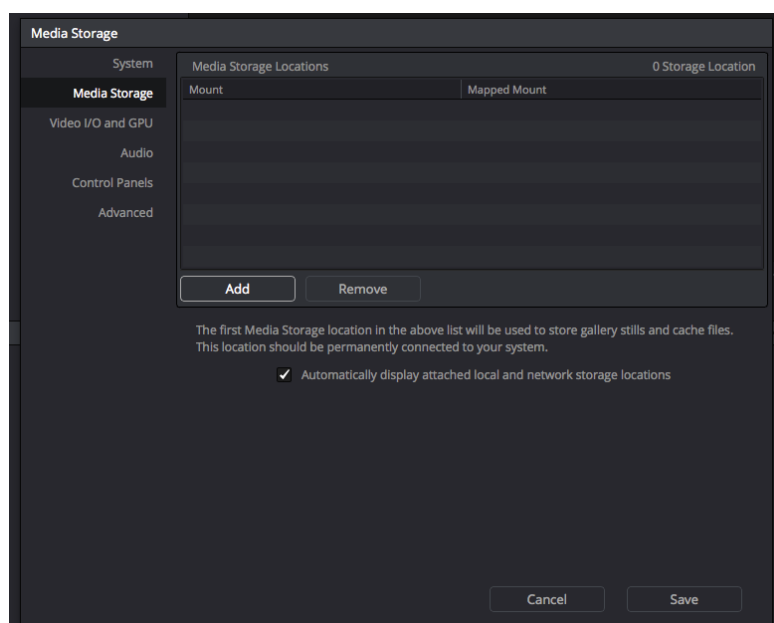 Media Storage
System
Media Storage
Video I/O and GPU
Audio
Control Panels
Advanced
Media Storage Locations 0 Storage Location
Mount Mapped Mount
Add Remove
The first Media Storage location in the above list will be used to store gallery stills and cache files.
This location should be permanently connected to your system.
Automatically display attached local and network storage locations
Cancel Save